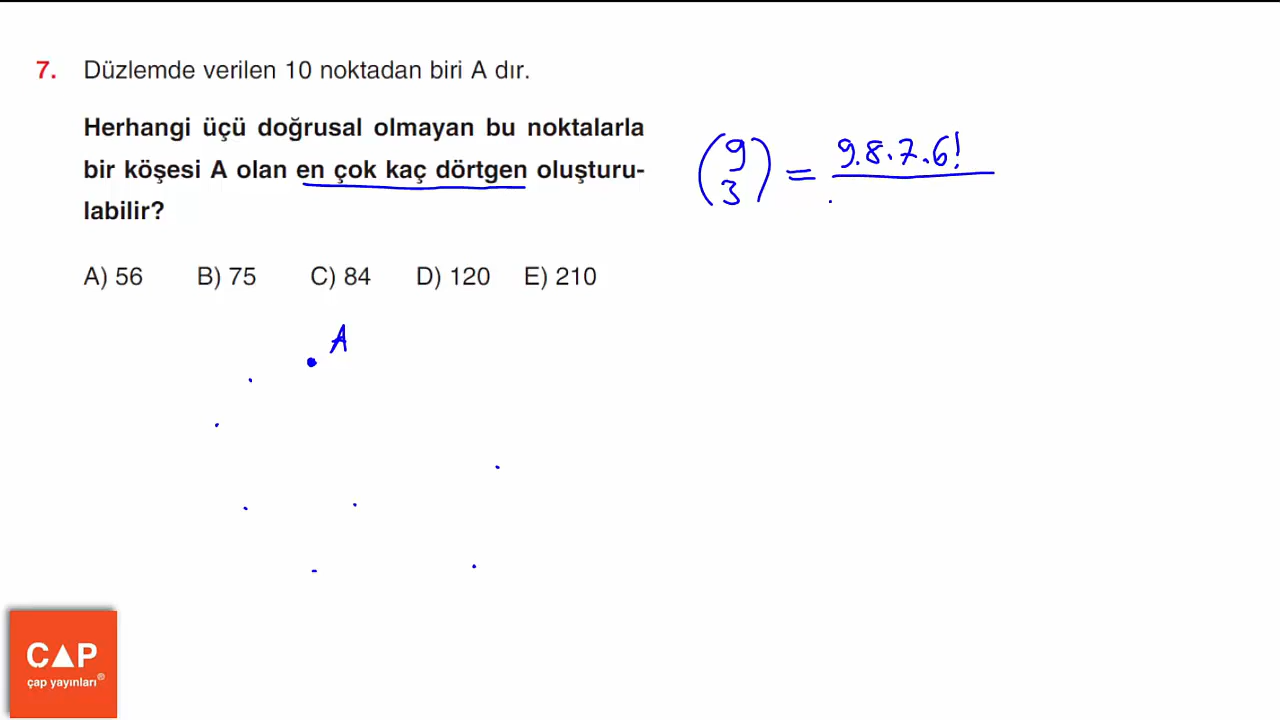 7. Düzlemde verilen 10 noktadan biri A dır.
Herhangi üçü doğrusal olmayan bu noktalarla
bir köşesi A olan en çok kaç dörtgen oluşturu-
labilir?
A) 56 B) 75 C) 84 D) 120 E) 210
(9 3) = 9.8.7.6!
A
ÇAP
çap yayınları®